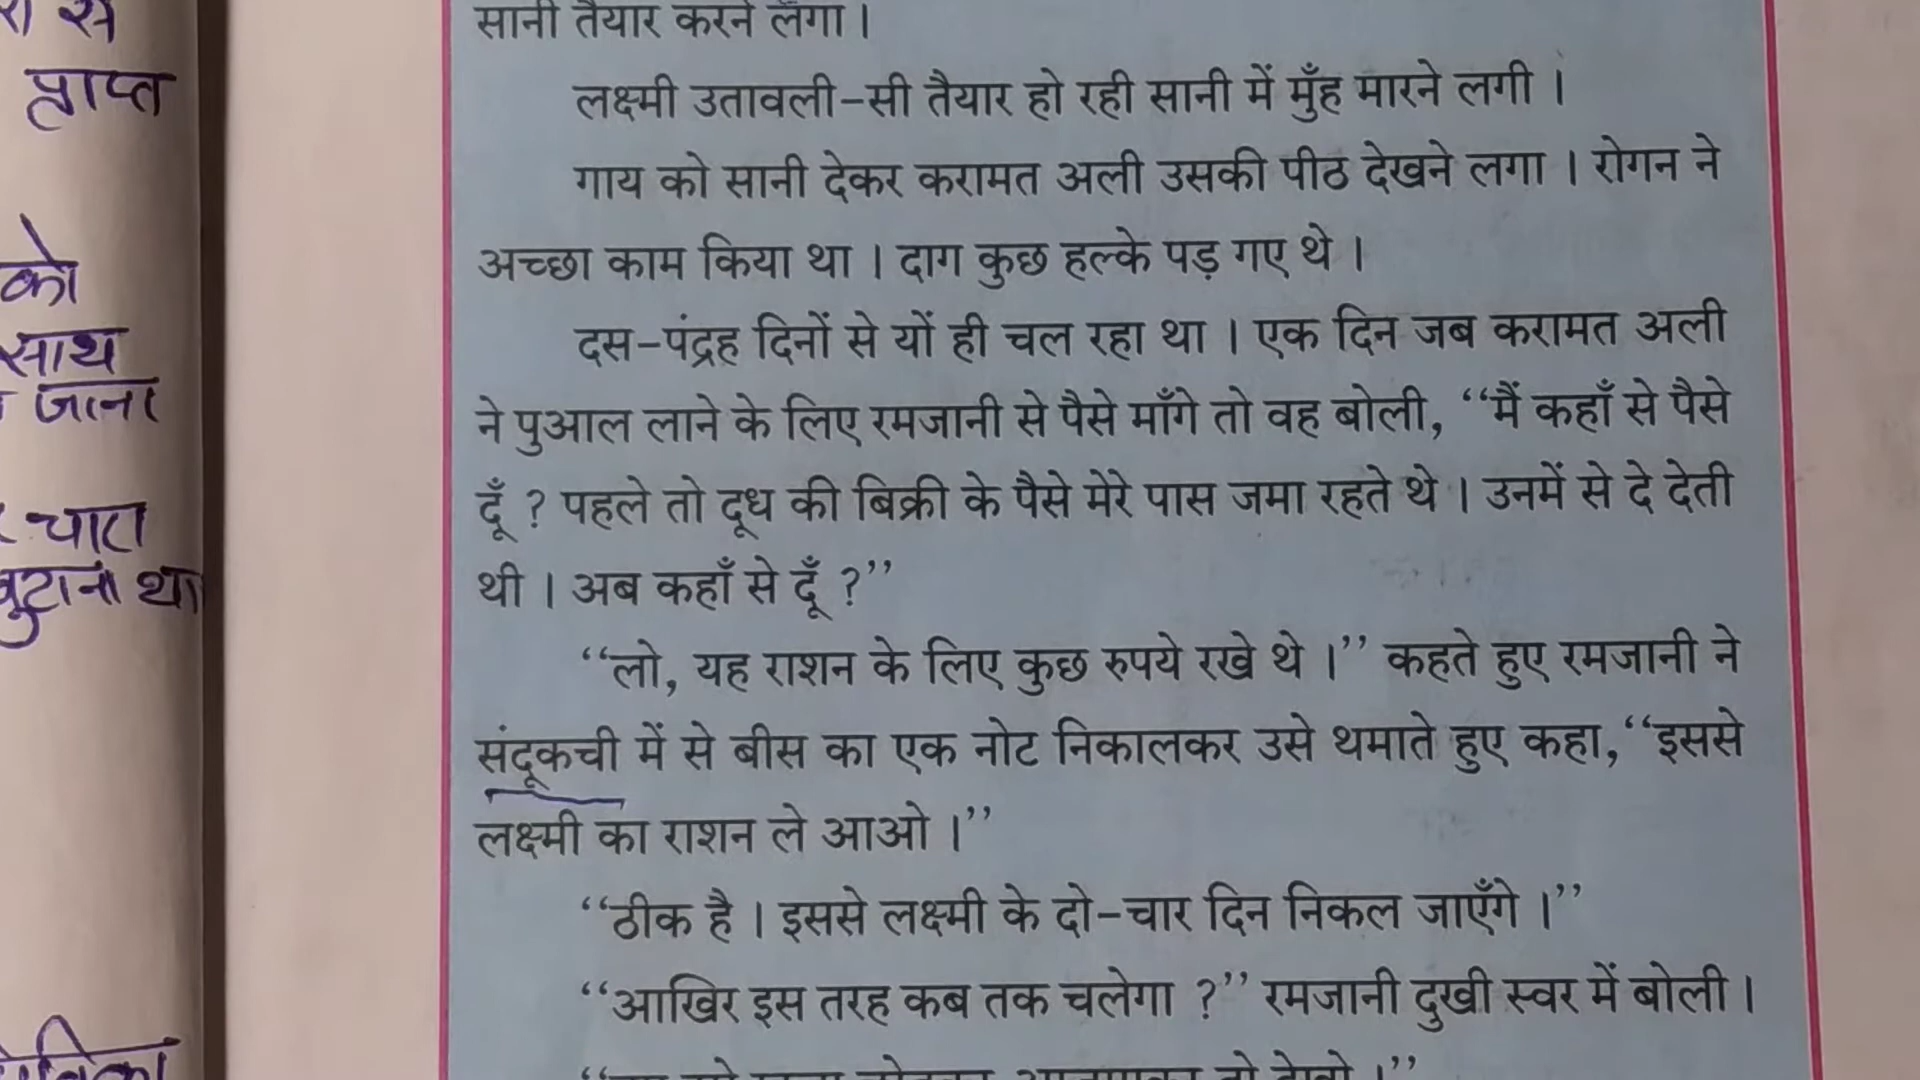 से
प्राप्त
को
साथ
जाना
चारा
जुटाना था
सानी तैयार करने लगा ।
लक्ष्मी उतावली-सी तैयार हो रही सानी में मुँह मारने लगी ।
गाय को सानी देकर करामत अली उसकी पीठ देखने लगा । रोगन ने
अच्छा काम किया था । दाग कुछ हल्के पड़ गए थे ।
दस-पंद्रह दिनों से यों ही चल रहा था । एक दिन जब करामत अली
ने पुआल लाने के लिए रमजानी से पैसे माँगे तो वह बोली, ‘‘मैं कहाँ से पैसे
दूँ ? पहले तो दूध की बिक्री के पैसे मेरे पास जमा रहते थे । उनमें से दे देती
थी । अब कहाँ से दूँ ?’’
‘‘लो, यह राशन के लिए कुछ रुपये रखे थे ।’’ कहते हुए रमजानी ने
संदूकची में से बीस का एक नोट निकालकर उसे थमाते हुए कहा, ‘‘इससे
लक्ष्मी का राशन ले आओ ।’’
‘‘ठीक है । इससे लक्ष्मी के दो-चार दिन निकल जाएँगे ।’’
‘‘आखिर इस तरह कब तक चलेगा ?’’ रमजानी दुखी स्वर में बोली ।